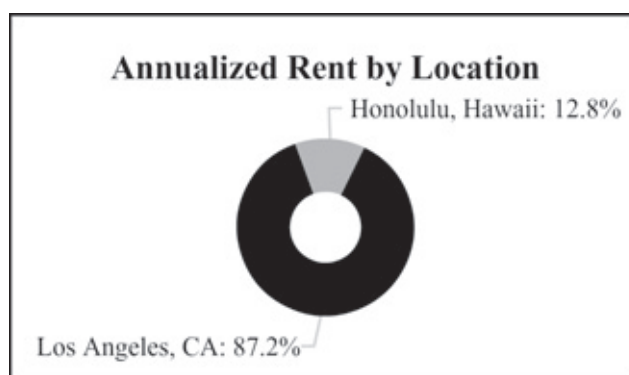 Annualized Rent by Location
Honolulu, Hawaii: 12.8%
Los Angeles, CA: 87.2%